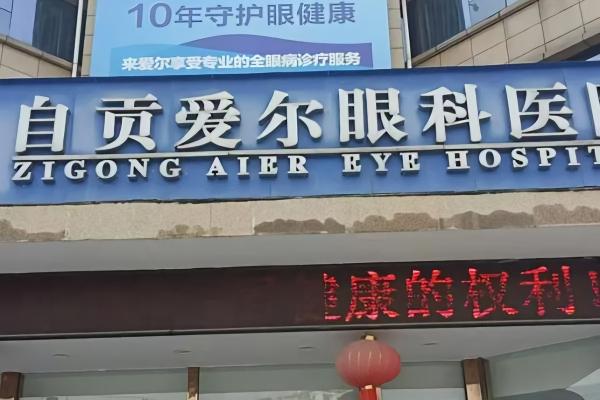 10年守护眼健康
来爱尔享受专业的全眼病诊疗服务
自贡爱尔眼科医院
ZIGONG AIER EYE HOSPIT
健康的权利